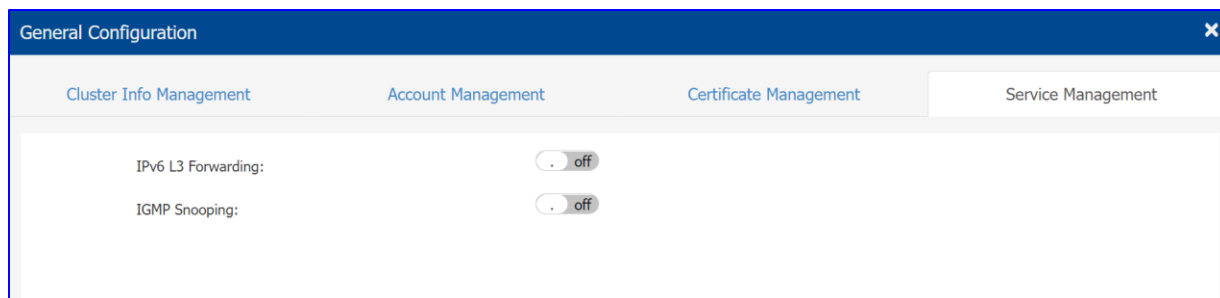 General Configuration
Cluster Info Management Account Management Certificate Management Service Management
IPv6 L3 Forwarding: . off
IGMP Snooping: . off